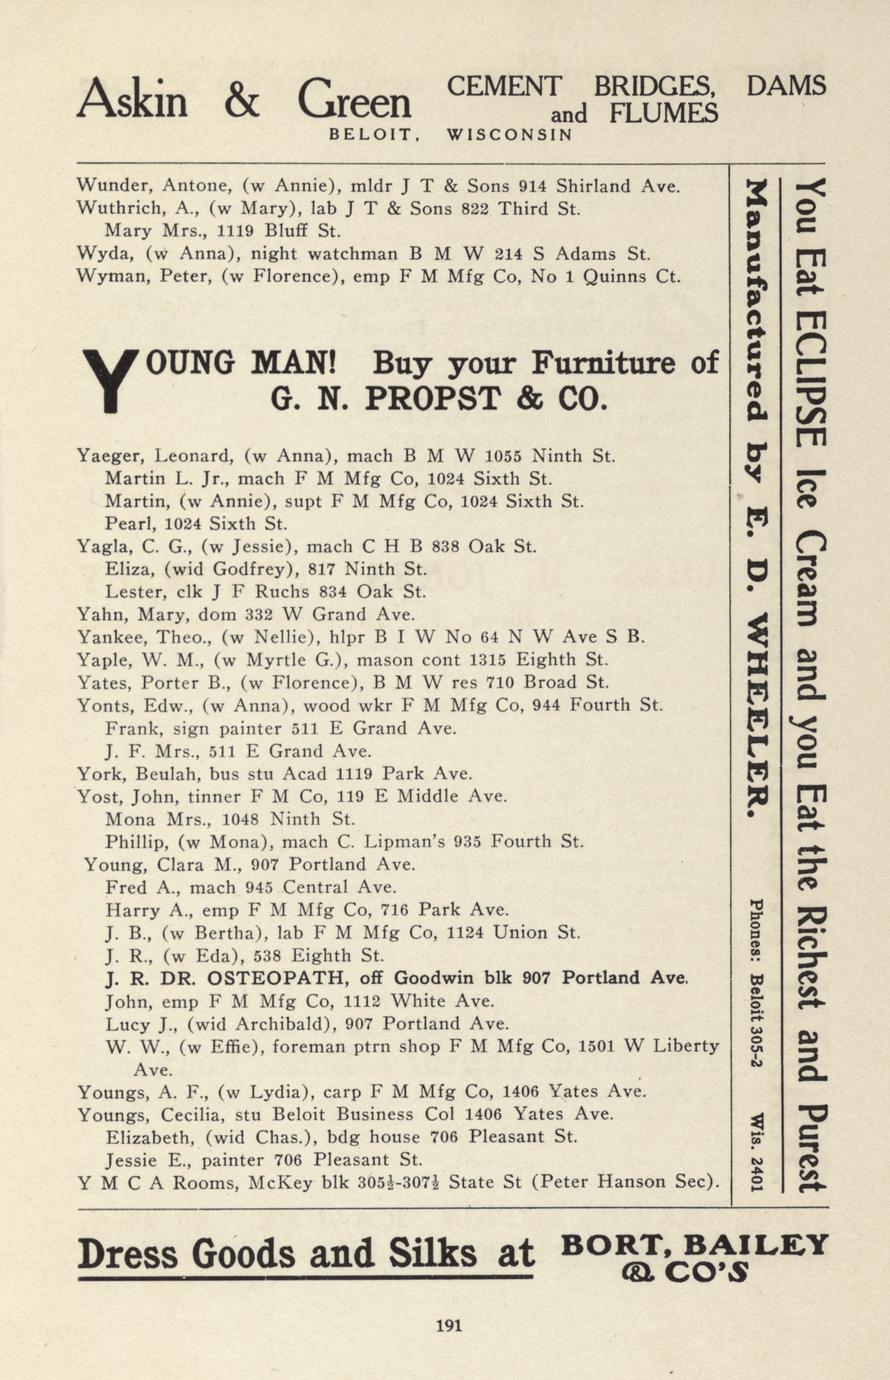 Askin & Green CEMENT BRIDGES, DAMS
and FLUMES
BELOIT, WISCONSIN
Wunder, Antone, (w Annie), mldr J T & Sons 914 Shirland Ave.
Wuthrich, A., (w Mary), lab J T & Sons 822 Third St.
Mary Mrs., 1119 Bluff St.
Wyda, (w Anna), night watchman B M W 214 S Adams St.
Wyman, Peter, (w Florence), emp F M Mfg Co, No 1 Quinns Ct.
YOUNG MAN! Buy your Furniture of
G. N. PROPST & CO.
Yaeger, Leonard, (w Anna), mach B M W 1055 Ninth St.
Martin L. Jr., mach F M Mfg Co, 1024 Sixth St.
Martin, (w Annie), supt F M Mfg Co, 1024 Sixth St.
Pearl, 1024 Sixth St.
Yagla, C. G., (w Jessie), mach C H B 838 Oak St.
Eliza, (wid Godfrey), 817 Ninth St.
Lester, clk J F Ruchs 834 Oak St.
Yahn, Mary, dom 332 W Grand Ave.
Yankee, Theo., (w Nellie), hlpr B I W No 64 N W Ave S B.
Yaple, W. M., (w Myrtle G.), mason cont 1315 Eighth St.
Yates, Porter B., (w Florence), B M W res 710 Broad St.
Yonts, Edw., (w Anna), wood wkr F M Mfg Co, 944 Fourth St.
Frank, sign painter 511 E Grand Ave.
J. F. Mrs., 511 E Grand Ave.
York, Beulah, bus stu Acad 1119 Park Ave.
Yost, John, tinner F M Co, 119 E Middle Ave.
Mona Mrs., 1048 Ninth St.
Phillip, (w Mona), mach C. Lipman's 935 Fourth St.
Young, Clara M., 907 Portland Ave.
Fred A., mach 945 Central Ave.
Harry A., emp F M Mfg Co, 716 Park Ave.
J. B., (w Bertha), lab F M Mfg Co, 1124 Union St.
J. R., (w Eda), 538 Eighth St.
J. R. DR. OSTEOPATH, off Goodwin blk 907 Portland Ave.
John, emp F M Mfg Co, 1112 White Ave.
Lucy J., (wid Archibald), 907 Portland Ave.
W. W., (w Effie), foreman ptrn shop F M Mfg Co, 1501 W Liberty
Ave.
Youngs, A. F., (w Lydia), carp F M Mfg Co, 1406 Yates Ave.
Youngs, Cecilia, stu Beloit Business Col 1406 Yates Ave.
Elizabeth, (wid Chas.), bdg house 706 Pleasant St.
Jessie E., painter 706 Pleasant St.
Y M C A Rooms, McKey blk 305½-307½ State St (Peter Hanson Sec).
You Eat ECLIPSE Ice Cream and you Eat the Richest and Purest
Manufactured by E. D. WHEELER. Phones: Beloit 305-2 Wis. 2401
Dress Goods and Silks at BORT, BAILEY
& CO'S
191